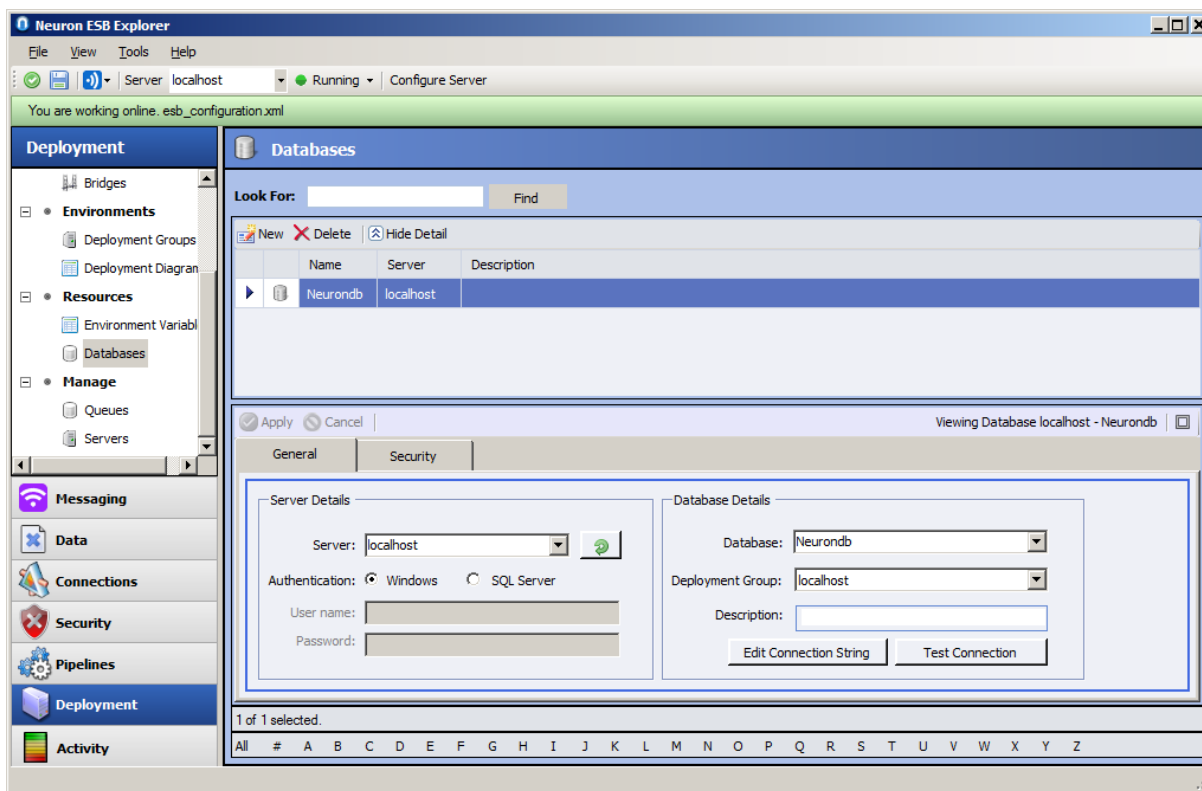 Neuron ESB Explorer
File View Tools Help
Server localhost Running Configure Server
You are working online. esb_configuration.xml
Deployment
Bridges
Environments
Deployment Groups
Deployment Diagran
Resources
Environment Variabl
Databases
Manage
Queues
Servers
Messaging
Data
Connections
Security
Pipelines
Deployment
Activity
Databases
Look For: Find
New Delete Hide Detail
Name Server Description
Neurondb localhost
Apply Cancel Viewing Database localhost - Neurondb
General Security
Server Details
Server: localhost
Authentication: Windows SQL Server
User name:
Password:
Database Details
Database: Neurondb
Deployment Group: localhost
Description:
Edit Connection String Test Connection
1 of 1 selected.
All # A B C D E F G H I J K L M N O P Q R S T U V W X Y Z